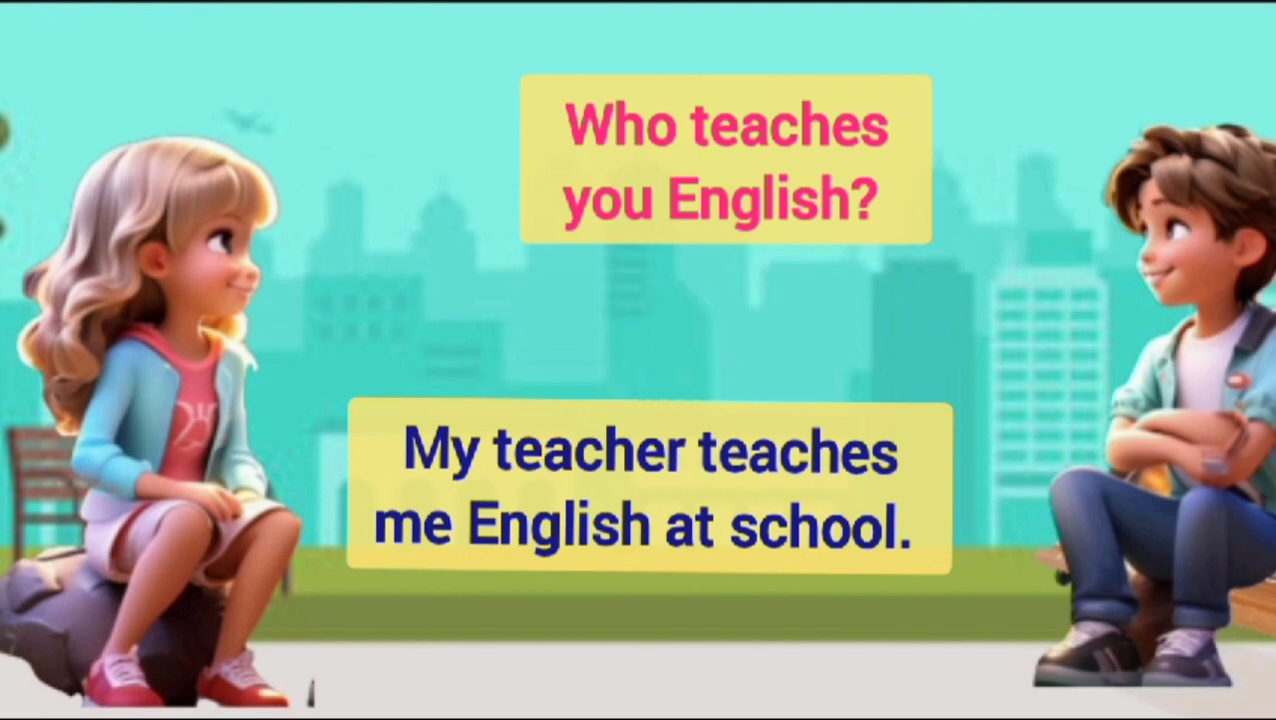 Who teaches
you English?
My teacher teaches
me English at school.